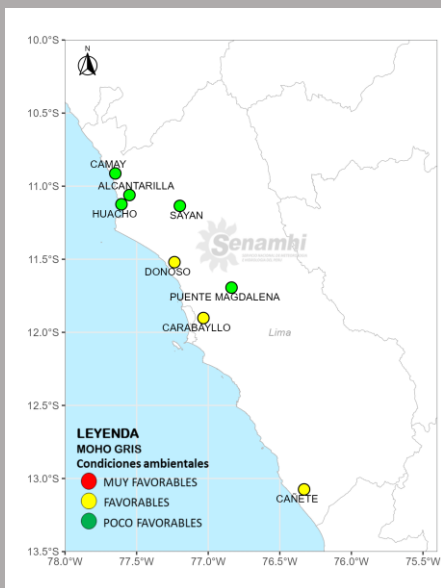 10.0°S
N
10.5°S
CAMAY
11.0°S
ALCANTARILLA
HUACHO
SAYAN
Senamhi
11.5°S
DONOSO
PUENTE MAGDALENA
12.0°S
CARABAYLLO
Lima
12.5°S
LEYENDA
MOHO GRIS
Condiciones ambientales
13.0°S
MUY FAVORABLES
FAVORABLES
CAÑETE
POCO FAVORABLES
13.5°S
78.0°W 77.5°W 77.0°W 76.5°W 76.0°W 75.5°W